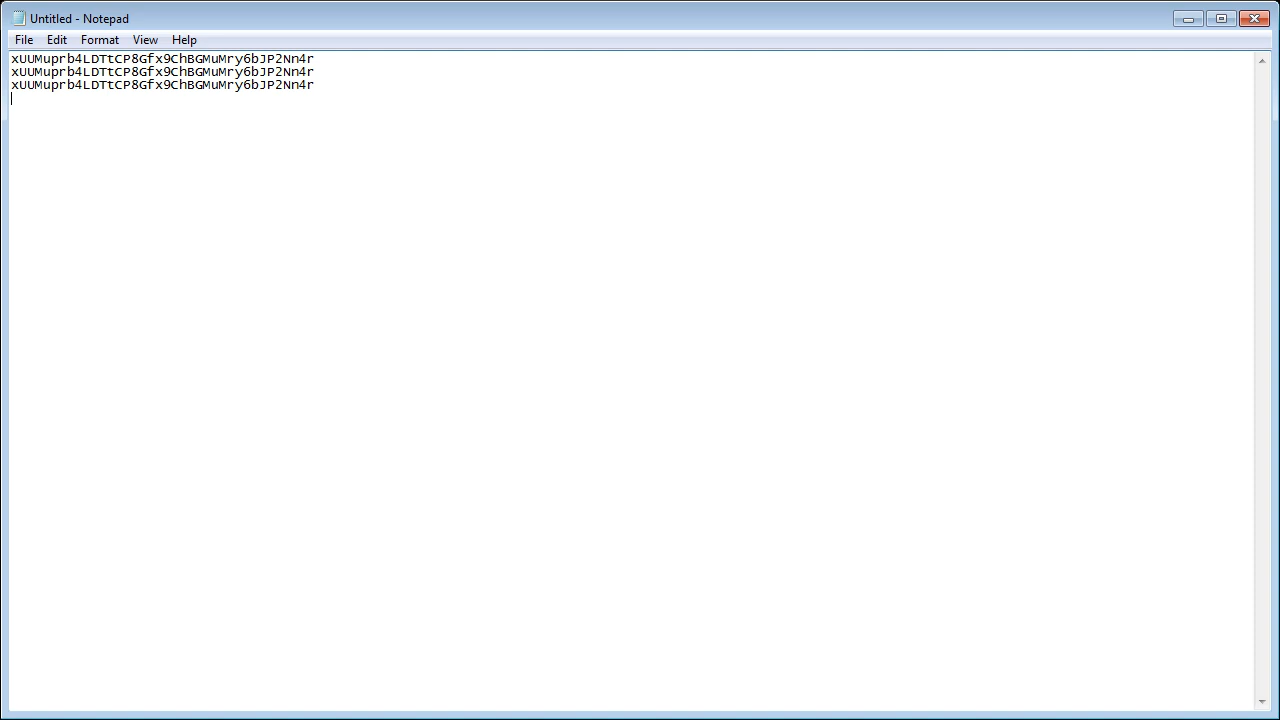 Untitled - Notepad
File Edit Format View Help
xUUMuprb4LDTtCP8Gfx9ChBGMuMry6bJP2Nn4r
xUUMuprb4LDTtCP8Gfx9ChBGMuMry6bJP2Nn4r
xUUMuprb4LDTtCP8Gfx9ChBGMuMry6bJP2Nn4r